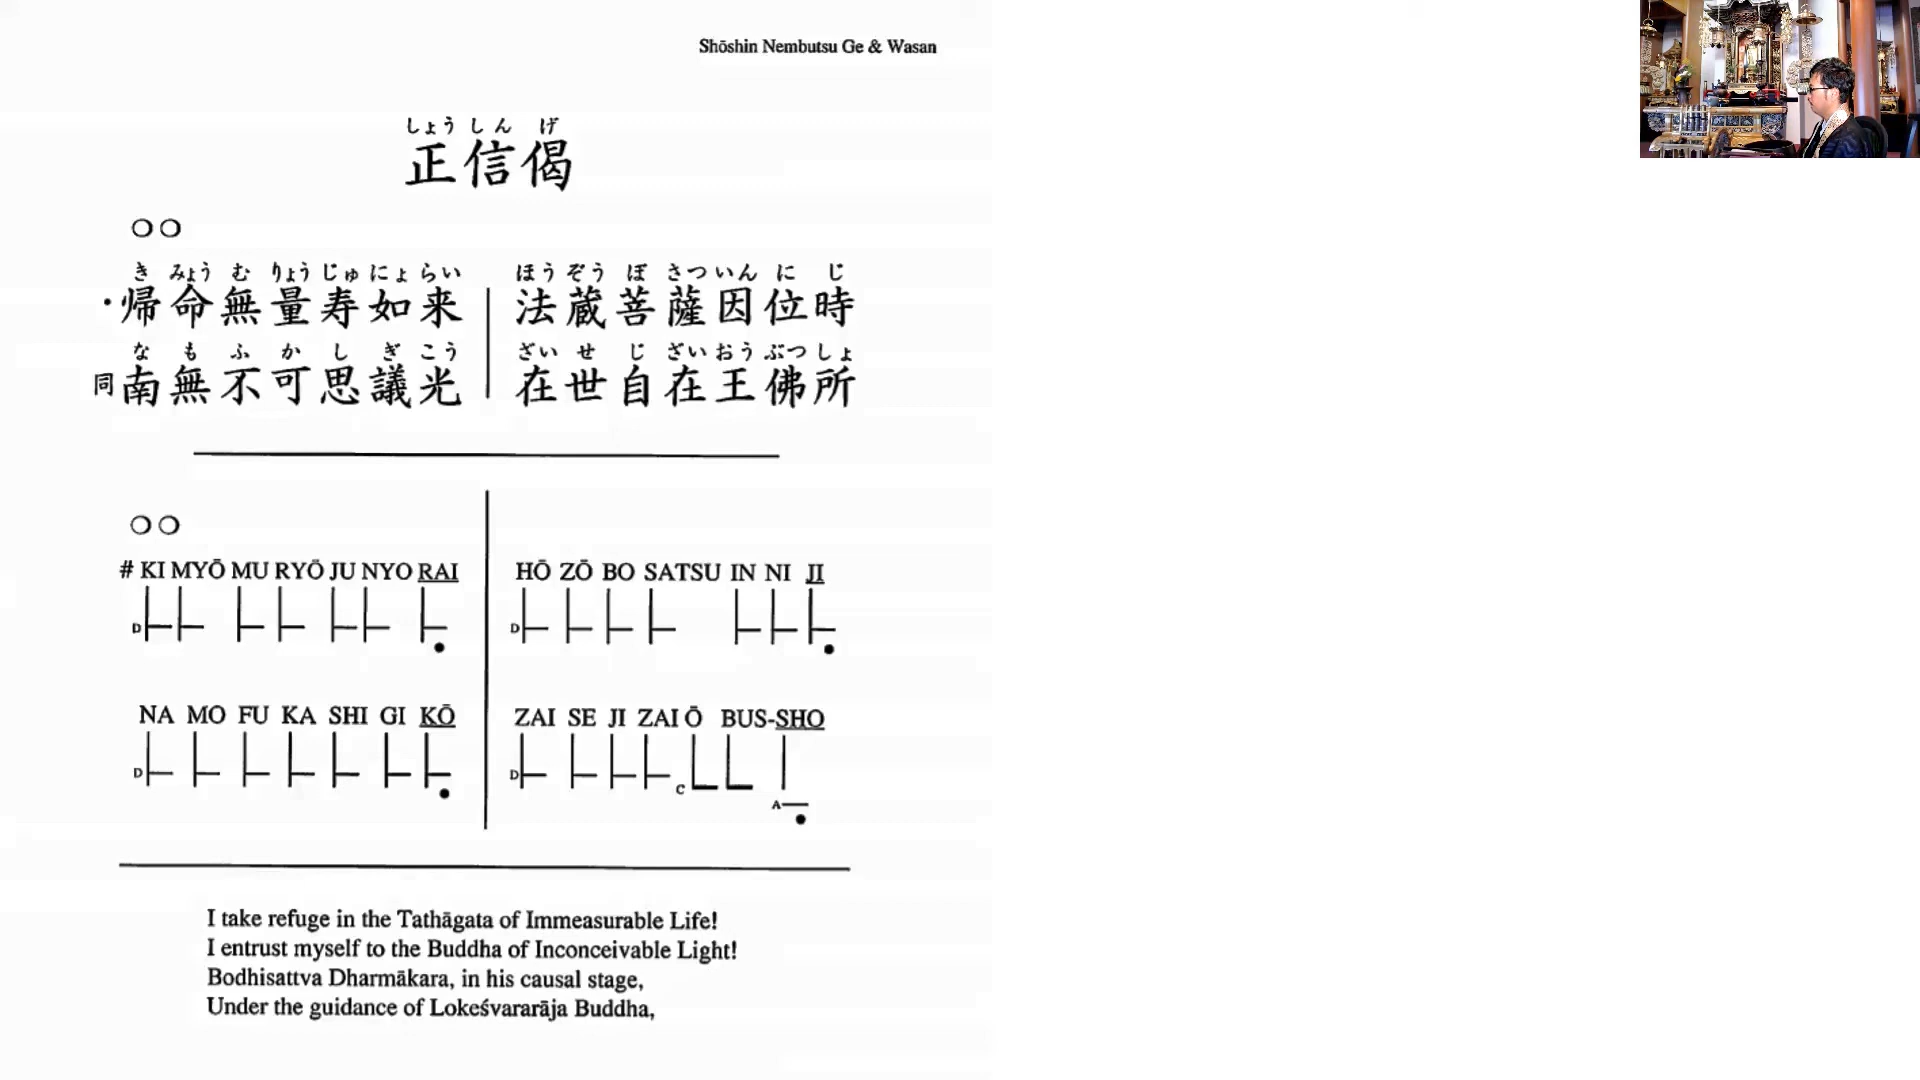 Shōshin Nembutsu Ge & Wasan
しょうしんげ
正信偈
○○
きみょうむりょうじゅにょらい
・帰命無量寿如来
なもふかしぎこう
同南無不可思議光
ほうぞうぼさついんにじ
法蔵菩薩因位時
ざいせじざいおうぶつしょ
在世自在王佛所
○○
# KI MYŌ MU RYŌ JU NYO RAI
D
NA MO FU KA SHI GI KŌ
D
HŌ ZŌ BO SATSU IN NI JI
D
ZAI SE JI ZAI Ō BUS-SHO
D C A
I take refuge in the Tathāgata of Immeasurable Life!
I entrust myself to the Buddha of Inconceivable Light!
Bodhisattva Dharmākara, in his causal stage,
Under the guidance of Lokeśvararāja Buddha,